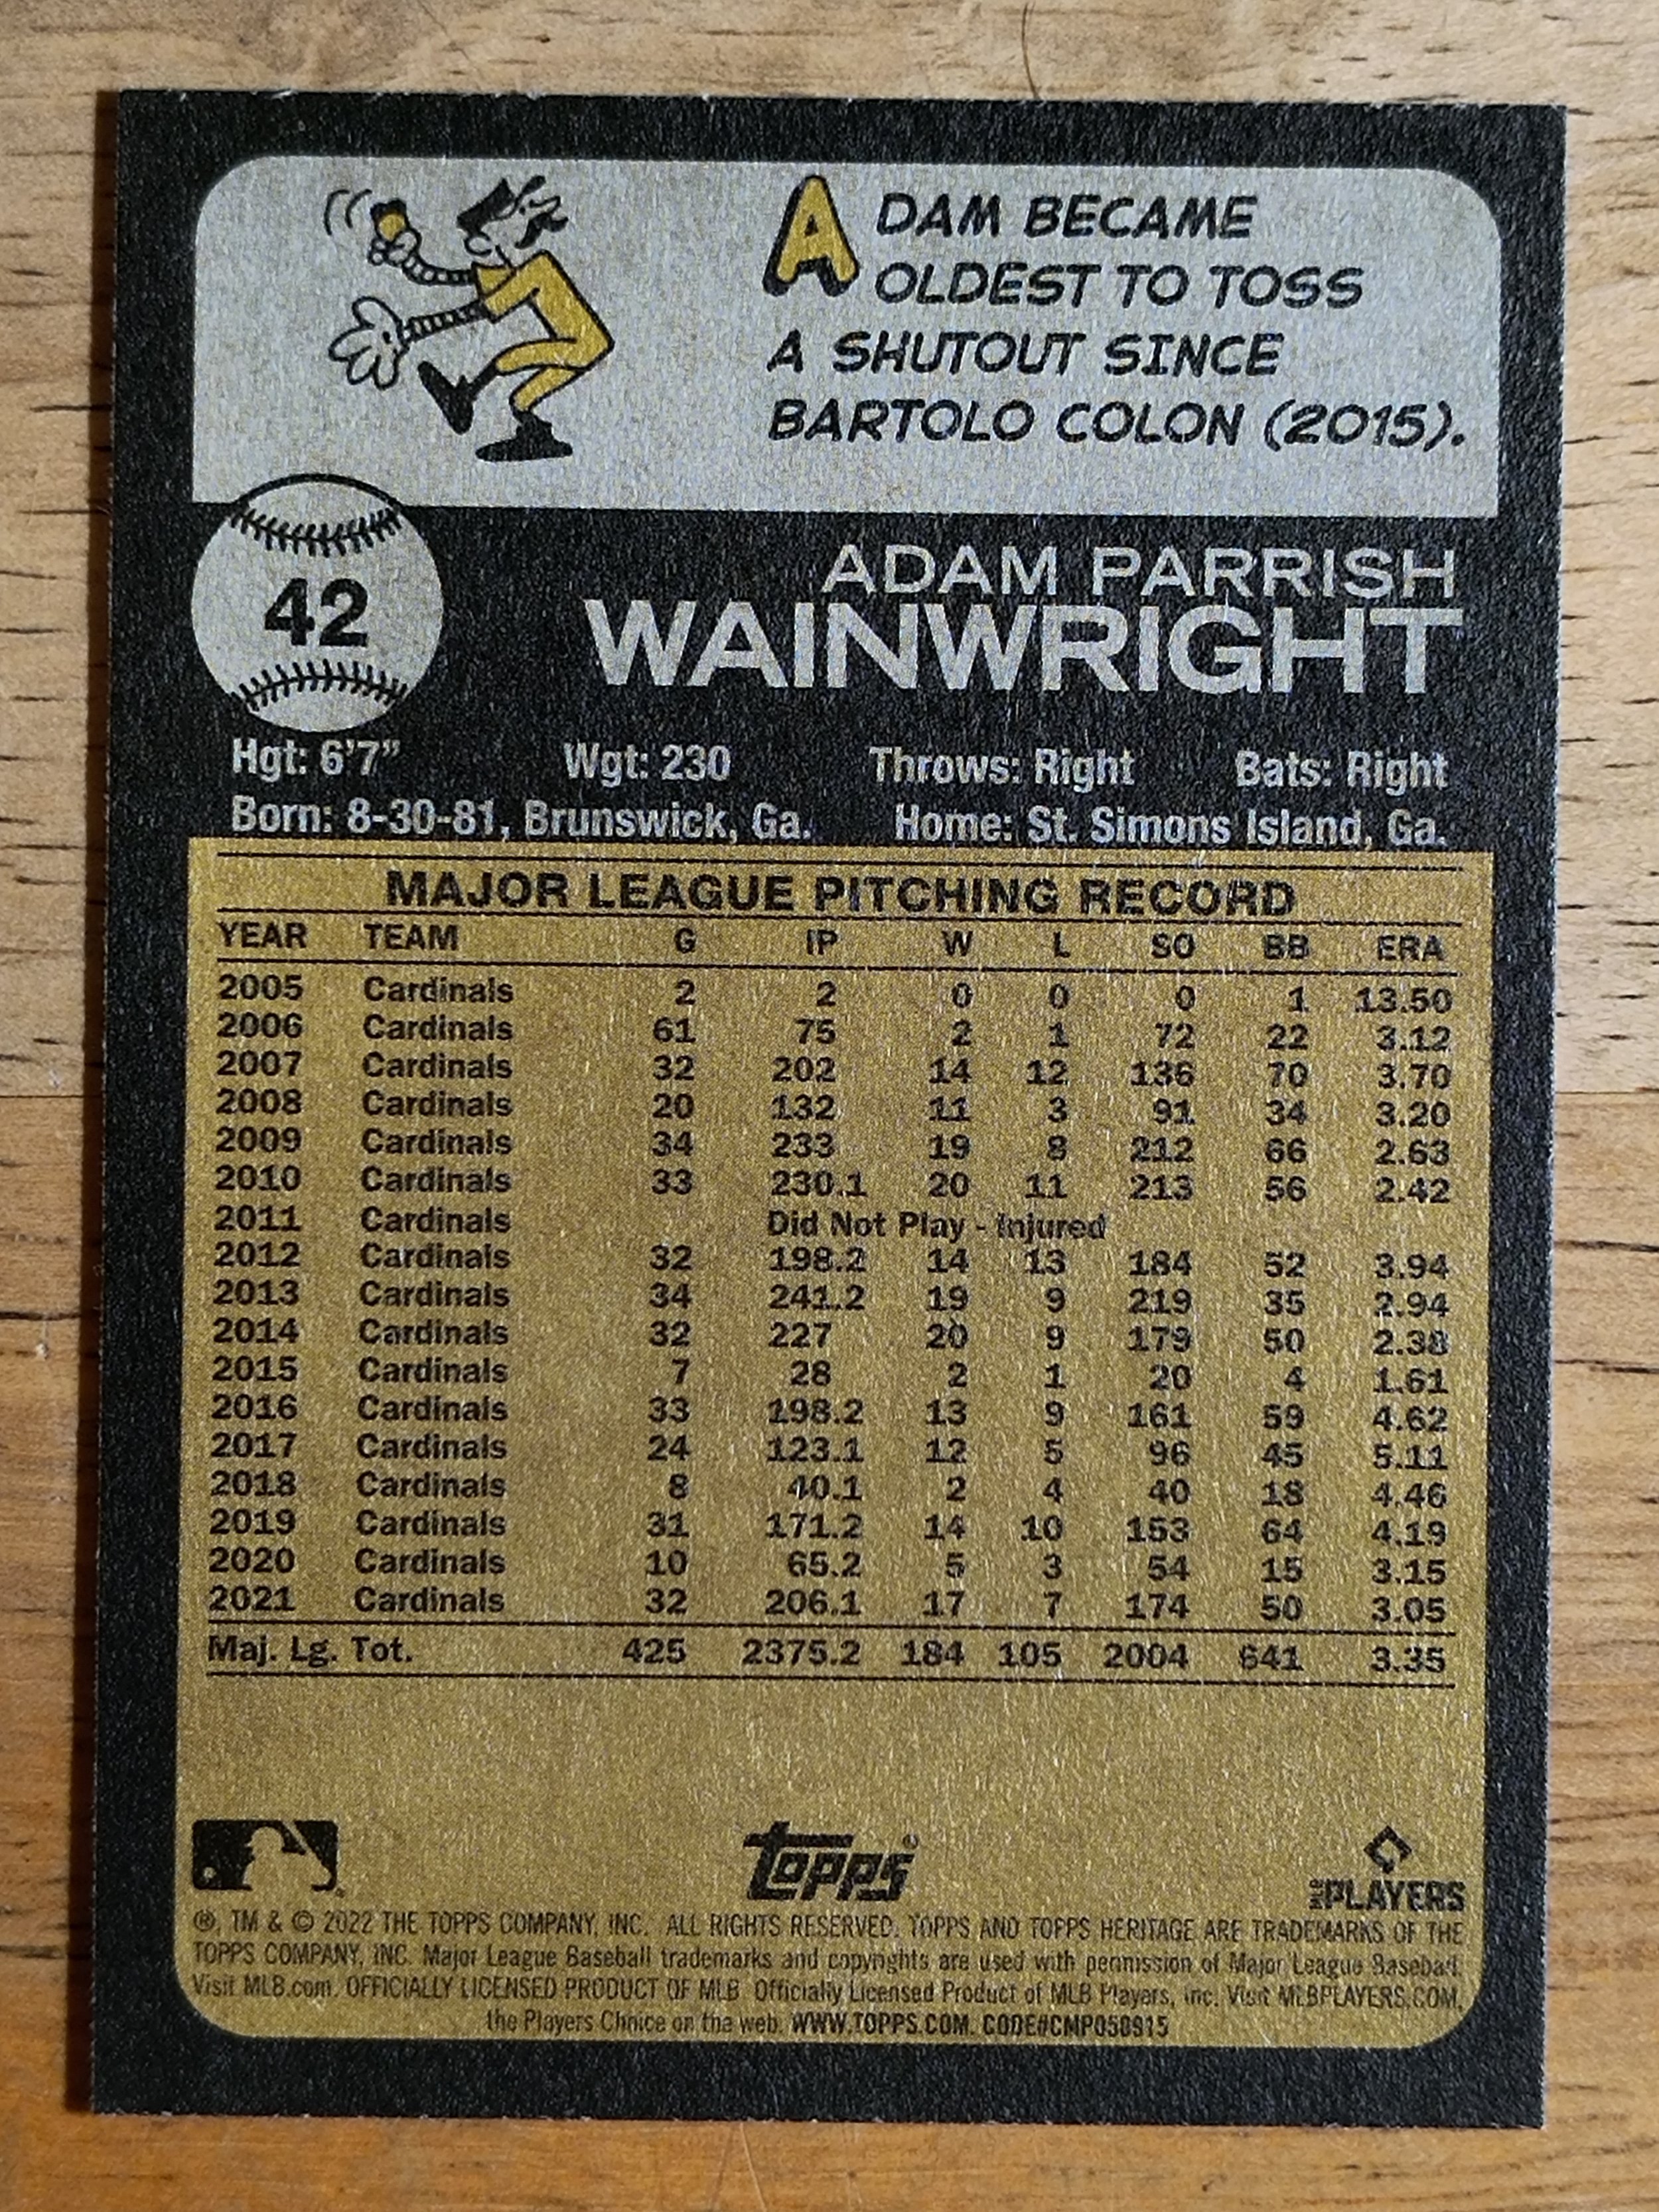 ADAM BECAME
OLDEST TO TOSS
A SHUTOUT SINCE
BARTOLO COLON (2015).
42
ADAM PARRISH
WAINWRIGHT
Hgt: 6'7" Wgt: 230 Throws: Right Bats: Right
Born: 8-30-81, Brunswick, Ga. Home: St. Simons Island, Ga.
MAJOR LEAGUE PITCHING RECORD
YEAR TEAM G IP W L SO BB ERA
2005 Cardinals 2 2 0 0 0 1 13.50
2006 Cardinals 61 75 2 1 72 22 3.12
2007 Cardinals 32 202 14 12 136 70 3.70
2008 Cardinals 20 132 11 3 91 34 3.20
2009 Cardinals 34 233 19 8 212 66 2.63
2010 Cardinals 33 230.1 20 11 213 56 2.42
2011 Cardinals Did Not Play - Injured
2012 Cardinals 32 198.2 14 13 184 52 3.94
2013 Cardinals 34 241.2 19 9 219 35 2.94
2014 Cardinals 32 227 20 9 179 50 2.38
2015 Cardinals 7 28 2 1 20 4 1.61
2016 Cardinals 33 198.2 13 9 161 59 4.62
2017 Cardinals 24 123.1 12 5 96 45 5.11
2018 Cardinals 8 40.1 2 4 40 18 4.46
2019 Cardinals 31 171.2 14 10 153 64 4.19
2020 Cardinals 10 65.2 5 3 54 15 3.15
2021 Cardinals 32 206.1 17 7 174 50 3.05
Maj. Lg. Tot. 425 2375.2 184 105 2004 641 3.35
topps®
MLB PLAYERS
®, TM & © 2022 THE TOPPS COMPANY, INC. ALL RIGHTS RESERVED. TOPPS AND TOPPS HERITAGE ARE TRADEMARKS OF THE
TOPPS COMPANY, INC. Major League Baseball trademarks and copyrights are used with permission of Major League Baseball.
Visit MLB.com. OFFICIALLY LICENSED PRODUCT OF MLB Officially Licensed Product of MLB Players, Inc. Visit MLBPLAYERS.COM,
the Players Choice on the web. WWW.TOPPS.COM. CODE#CMP050915